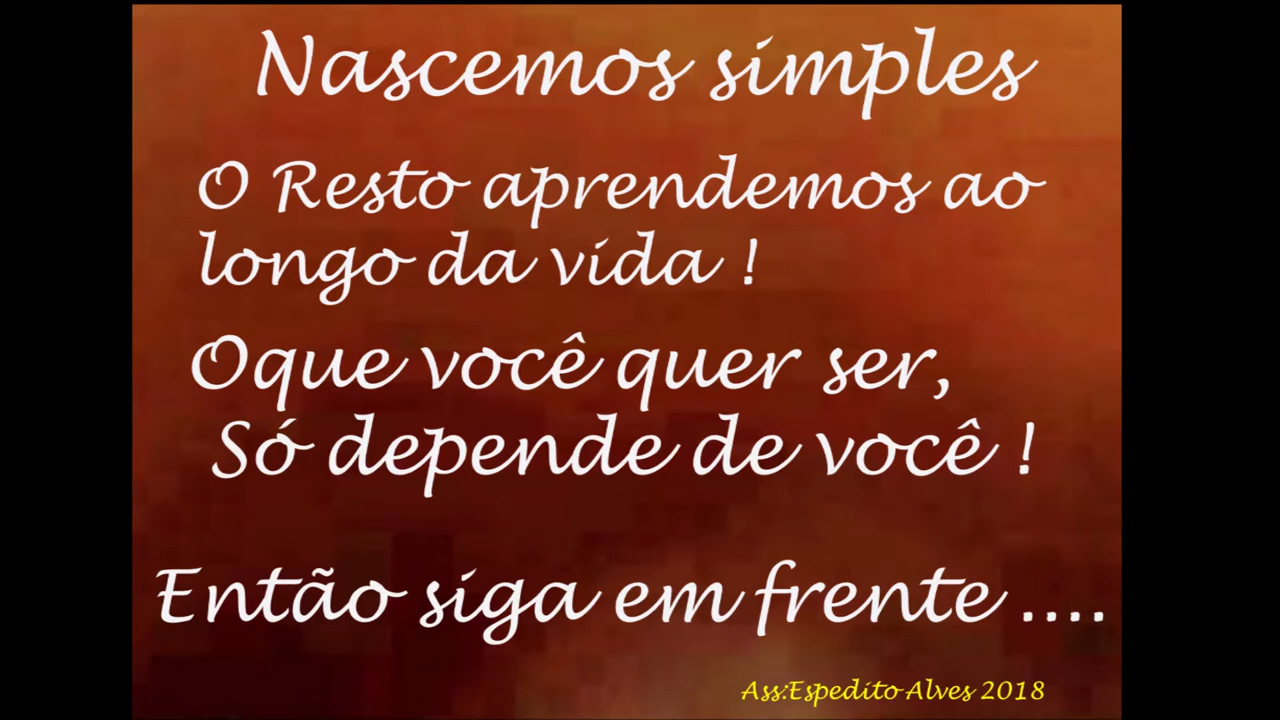 Nascemos simples
O Resto aprendemos ao
longo da vida !
Oque você quer ser,
Só depende de você !
Então siga em frente ....
Ass:Espedito Alves 2018